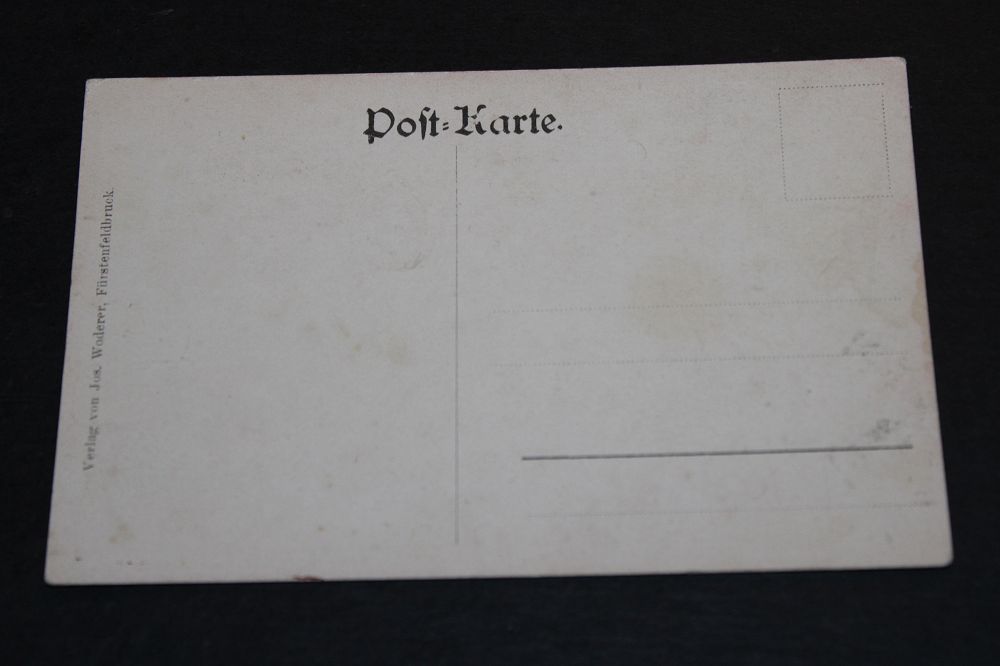 Post-Karte.
Verlag von Jos. Woderer, Fürstenfeldbruck.